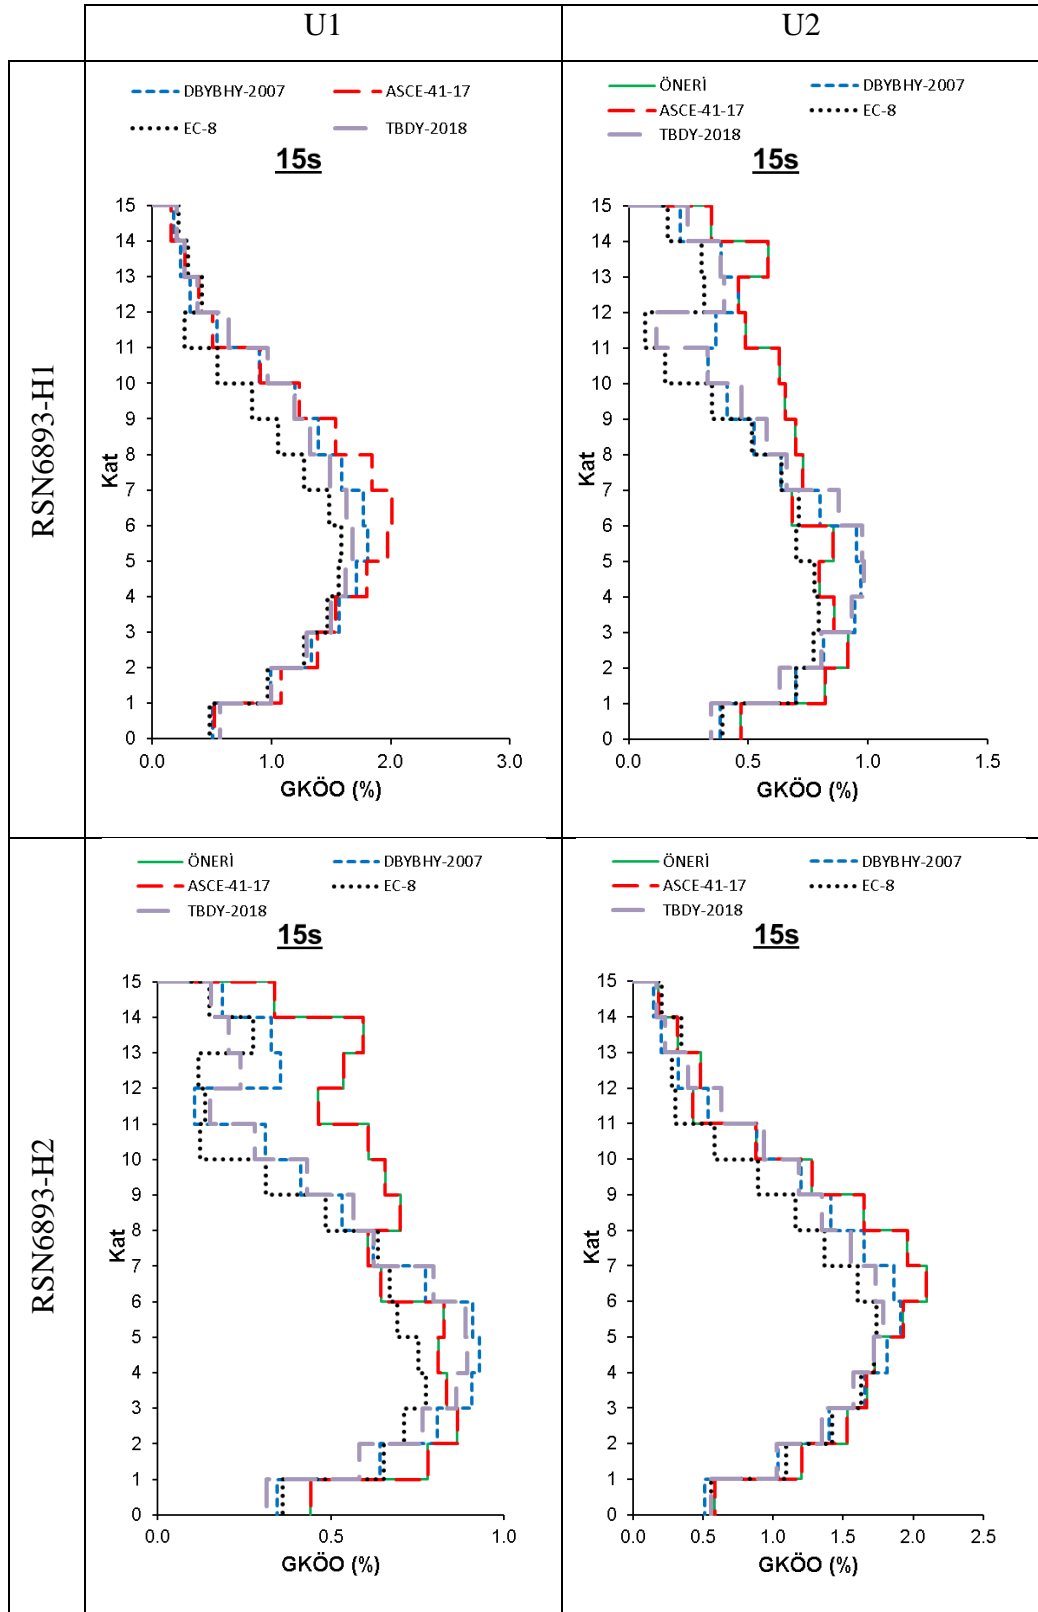 U1 U2
RSN6893-H1
DBYBHY-2007 ASCE-41-17
EC-8 TBDY-2018
15s
Kat
15
14
13
12
11
10
9
8
7
6
5
4
3
2
1
0
0.0 1.0 2.0 3.0
GKÖO (%)
ÖNERİ DBYBHY-2007
ASCE-41-17 EC-8
TBDY-2018
15s
Kat
15
14
13
12
11
10
9
8
7
6
5
4
3
2
1
0
0.0 0.5 1.0 1.5
GKÖO (%)
RSN6893-H2
ÖNERİ DBYBHY-2007
ASCE-41-17 EC-8
TBDY-2018
15s
Kat
15
14
13
12
11
10
9
8
7
6
5
4
3
2
1
0
0.0 0.5 1.0
GKÖO (%)
ÖNERİ DBYBHY-2007
ASCE-41-17 EC-8
TBDY-2018
15s
Kat
15
14
13
12
11
10
9
8
7
6
5
4
3
2
1
0
0.0 0.5 1.0 1.5 2.0 2.5
GKÖO (%)